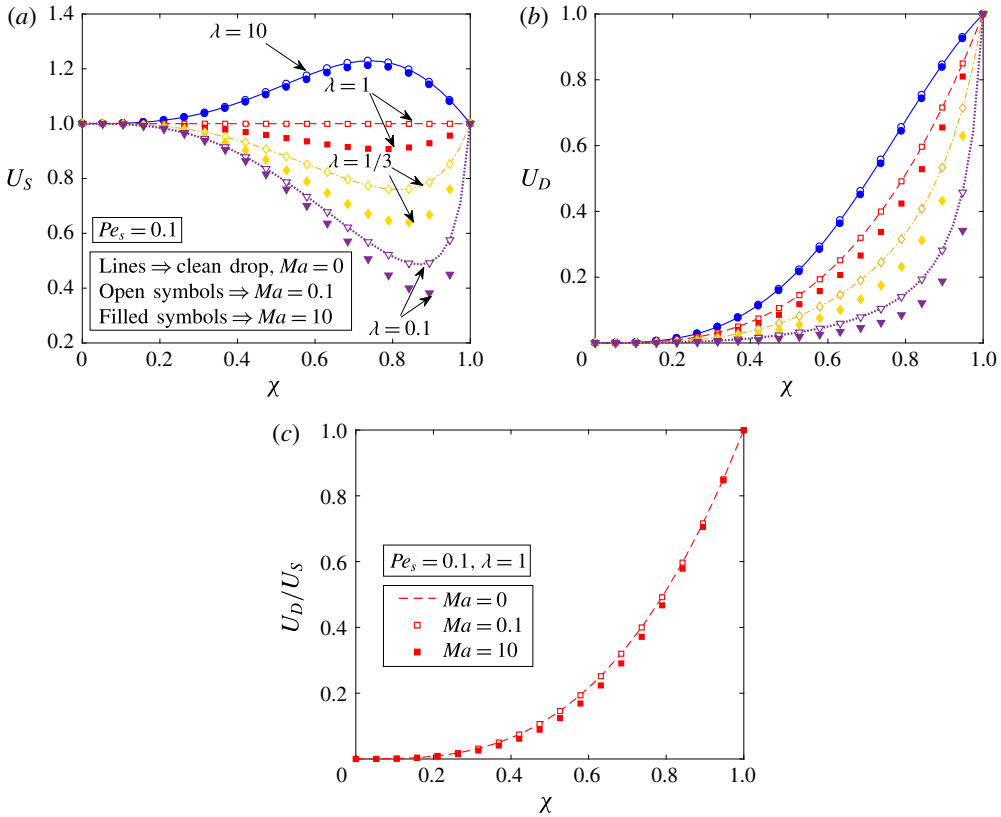 (a)
1.4
1.2
1.0
0.8
0.6
0.4
0.2
U_S
λ = 10
λ = 1
λ = 1/3
λ = 0.1
Pe_s = 0.1
Lines ⇒ clean drop, Ma = 0
Open symbols ⇒ Ma = 0.1
Filled symbols ⇒ Ma = 10
0 0.2 0.4 0.6 0.8 1.0
χ
(b)
1.0
0.8
0.6
0.4
0.2
U_D
0 0.2 0.4 0.6 0.8 1.0
χ
(c)
1.0
0.8
0.6
0.4
0.2
U_D/U_S
Pe_s = 0.1, λ = 1
Ma = 0
Ma = 0.1
Ma = 10
0 0.2 0.4 0.6 0.8 1.0
χ